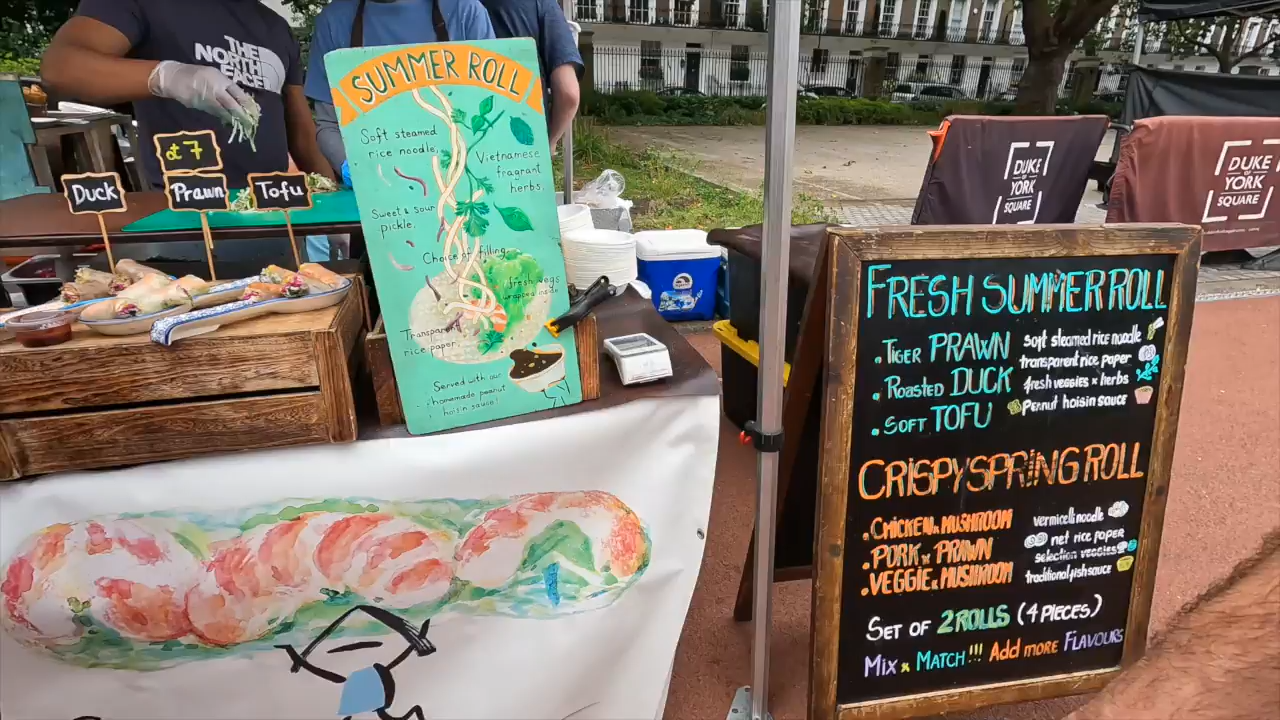 THE
NORTH
FACE
£7
Duck
Prawn
Tofu
SUMMER ROLL
Soft steamed
rice noodle,
Vietnamese
fragrant
herbs,
Sweet & sour
pickle,
Choice of filling
fresh vegs
wrapped inside
Transparent
rice paper,
Served with our
homemade peanut
hoisin sauce!
DUKE
OF
YORK
SQUARE
DUKE
OF
YORK
SQUARE
FRESH SUMMER ROLL
. TIGER PRAWN
. ROASTED DUCK
. SOFT TOFU
soft steamed rice noodle
transparent rice paper
fresh veggies x herbs
Peanut hoisin sauce
CRISPY SPRING ROLL
. CHICKEN x MUSHROOM
. PORK x PRAWN
. VEGGIE x MUSHROOM
vermicelli noodle
net rice paper
selection veggies
traditional fish sauce
SET OF 2 ROLLS (4 PIECES)
MIX x MATCH!!! Add more FLAVOURS